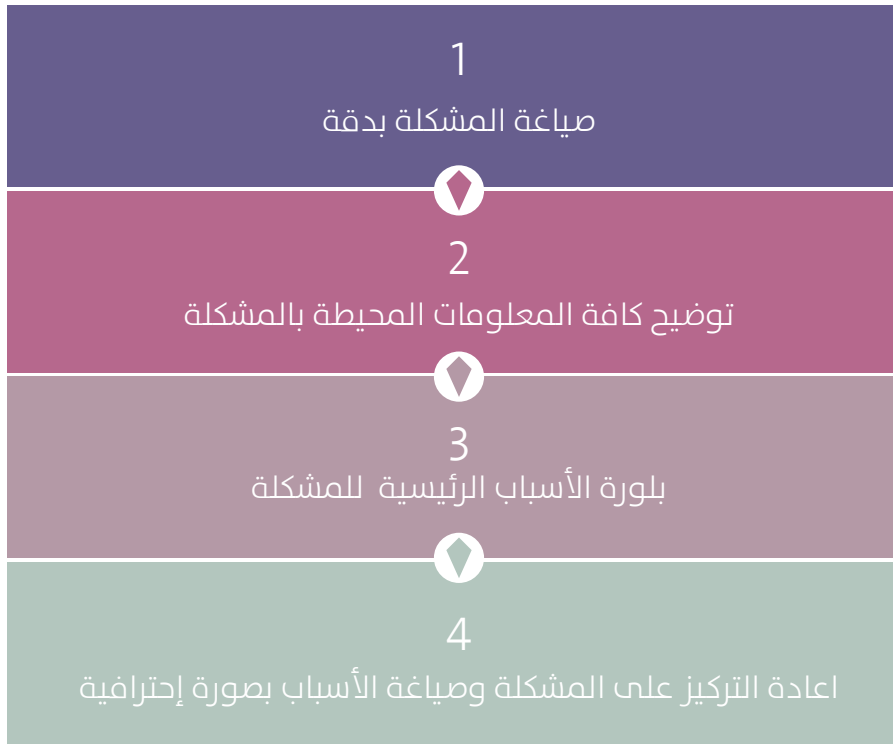 1
صياغة المشكلة بدقة
2
توضيح كافة المعلومات المحيطة بالمشكلة
3
بلورة الأسباب الرئيسية للمشكلة
4
اعادة التركيز على المشكلة وصياغة الأسباب بصورة إحترافية